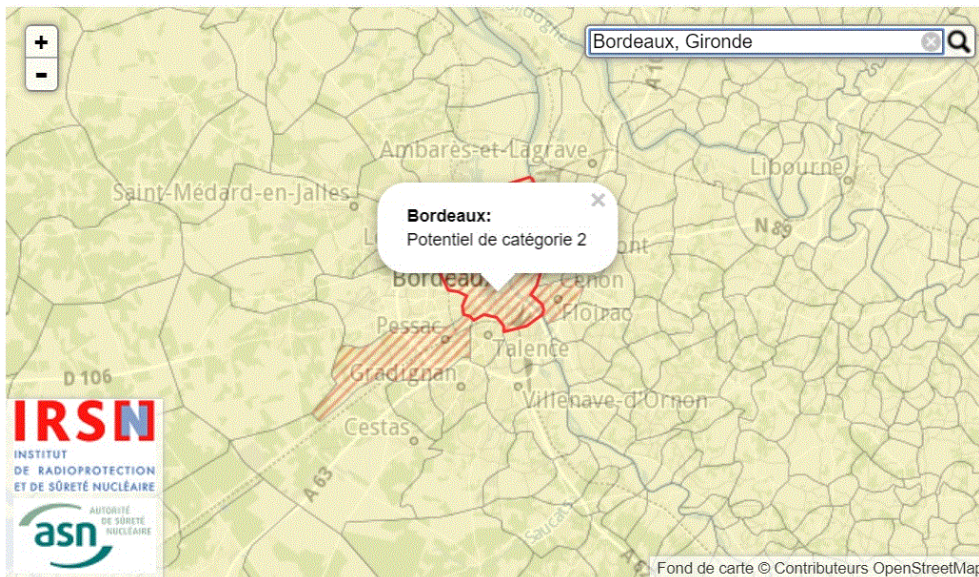 +
-
Bordeaux, Gironde
Ambarès-et-Lagrave
Libourne
Saint-Médard-en-Jalles
N 89
Bordeaux:
Potentiel de catégorie 2
Cenon
Floirac
Pessac
Talence
D 106
Gradignan
Villenave-d'Ornon
Cestas
IRSN
INSTITUT
DE RADIOPROTECTION
ET DE SÛRETÉ NUCLÉAIRE
A 63
AUTORITÉ
DE SÛRETÉ
NUCLÉAIRE
asn
Saucats
Fond de carte © Contributeurs OpenStreetMap